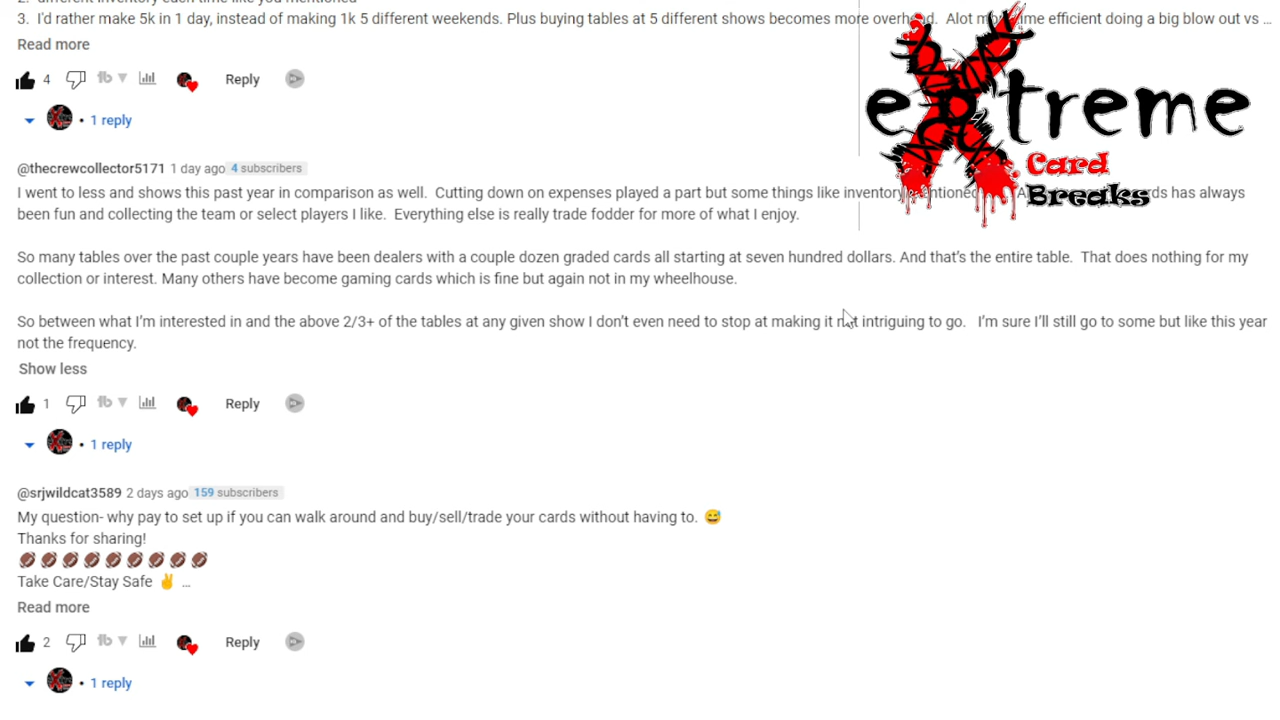 2. different inventory each time like you mentioned
3. I'd rather make 5k in 1 day, instead of making 1k 5 different weekends. Plus buying tables at 5 different shows becomes more overhead. Alot more time efficient doing a big blow out vs ...
Read more
4 Reply
1 reply
eXtreme
Card
Breaks
@thecrewcollector5171 1 day ago 4 subscribers
I went to less and shows this past year in comparison as well. Cutting down on expenses played a part but some things like inventory mentioned has always
been fun and collecting the team or select players I like. Everything else is really trade fodder for more of what I enjoy.
So many tables over the past couple years have been dealers with a couple dozen graded cards all starting at seven hundred dollars. And that's the entire table. That does nothing for my
collection or interest. Many others have become gaming cards which is fine but again not in my wheelhouse.
So between what I'm interested in and the above 2/3+ of the tables at any given show I don't even need to stop at making it not intriguing to go. I'm sure I'll still go to some but like this year
not the frequency.
Show less
1 Reply
1 reply
@srjwildcat3589 2 days ago 159 subscribers
My question- why pay to set up if you can walk around and buy/sell/trade your cards without having to. 😅
Thanks for sharing!
🏈🏈🏈🏈🏈🏈🏈🏈🏈
Take Care/Stay Safe ✌ ...
Read more
2 Reply
1 reply